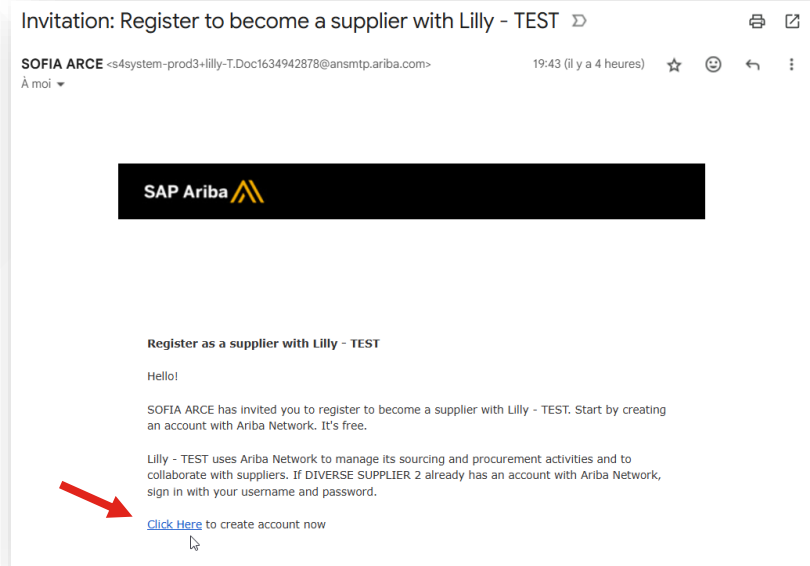 Invitation: Register to become a supplier with Lilly - TEST
SOFIA ARCE <s4system-prod3+lilly-T.Doc1634942878@ansmtp.ariba.com> 19:43 (il y a 4 heures)
À moi
SAP Ariba
Register as a supplier with Lilly - TEST
Hello!
SOFIA ARCE has invited you to register to become a supplier with Lilly - TEST. Start by creating
an account with Ariba Network. It's free.
Lilly - TEST uses Ariba Network to manage its sourcing and procurement activities and to
collaborate with suppliers. If DIVERSE SUPPLIER 2 already has an account with Ariba Network,
sign in with your username and password.
Click Here to create account now